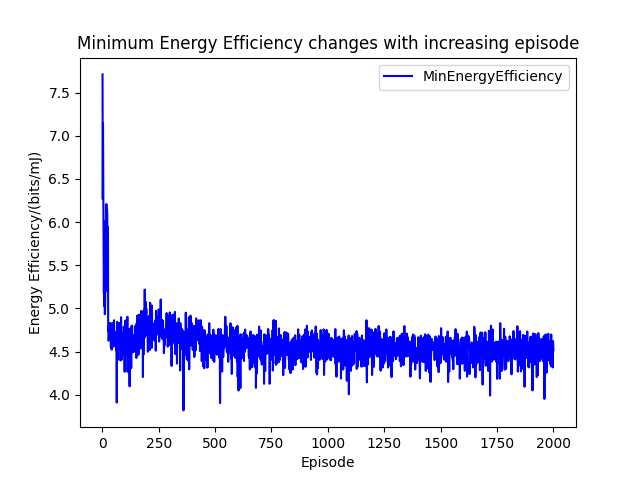 Minimum Energy Efficiency changes with increasing episode
MinEnergyEfficiency
Energy Efficiency/(bits/mJ)
7.5
7.0
6.5
6.0
5.5
5.0
4.5
4.0
0 250 500 750 1000 1250 1500 1750 2000
Episode